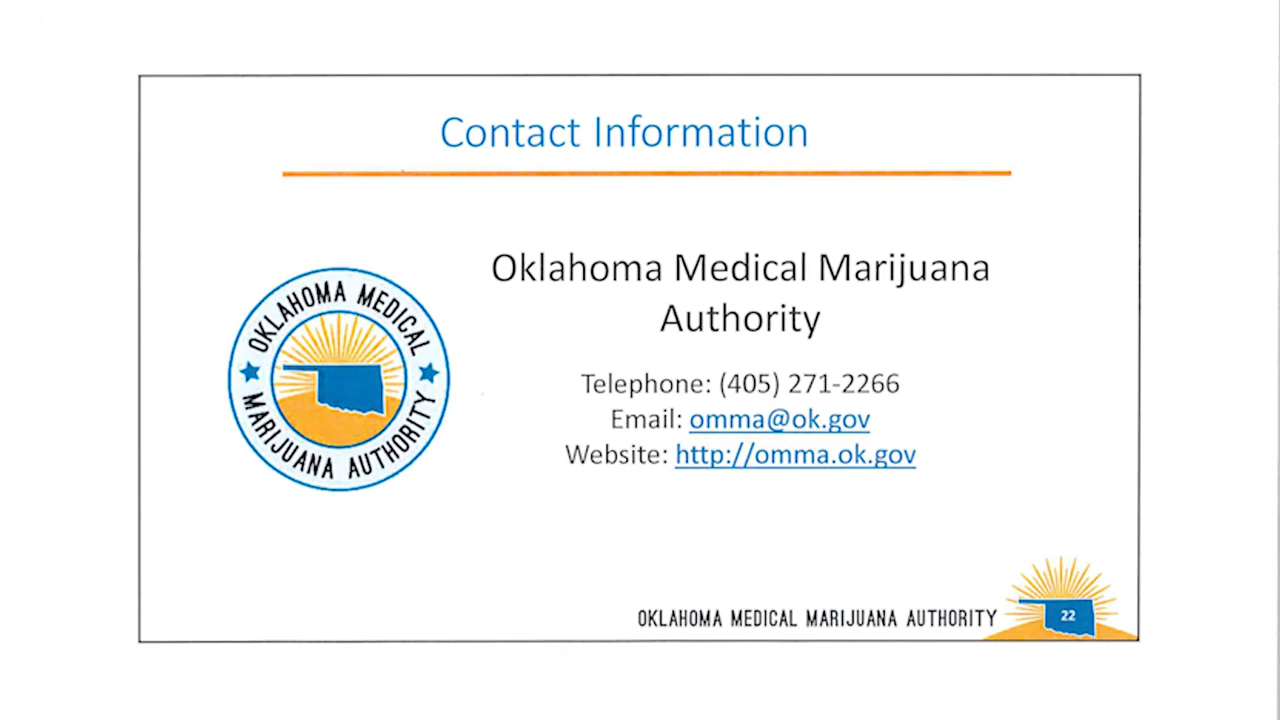 Contact Information
OKLAHOMA MEDICAL
MARIJUANA AUTHORITY
Oklahoma Medical Marijuana
Authority
Telephone: (405) 271-2266
Email: omma@ok.gov
Website: http://omma.ok.gov
OKLAHOMA MEDICAL MARIJUANA AUTHORITY
22